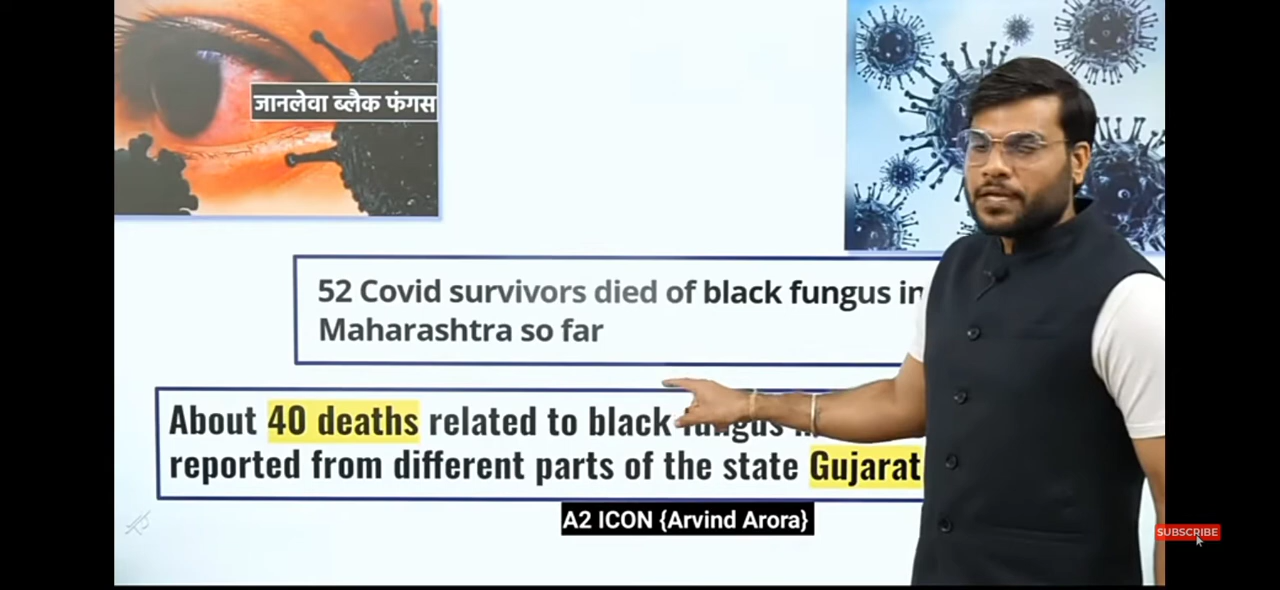 जानलेवा ब्लैक फंगस
52 Covid survivors died of black fungus in
Maharashtra so far
About 40 deaths related to black fungus
reported from different parts of the state Gujarat
A2 ICON {Arvind Arora}
SUBSCRIBE